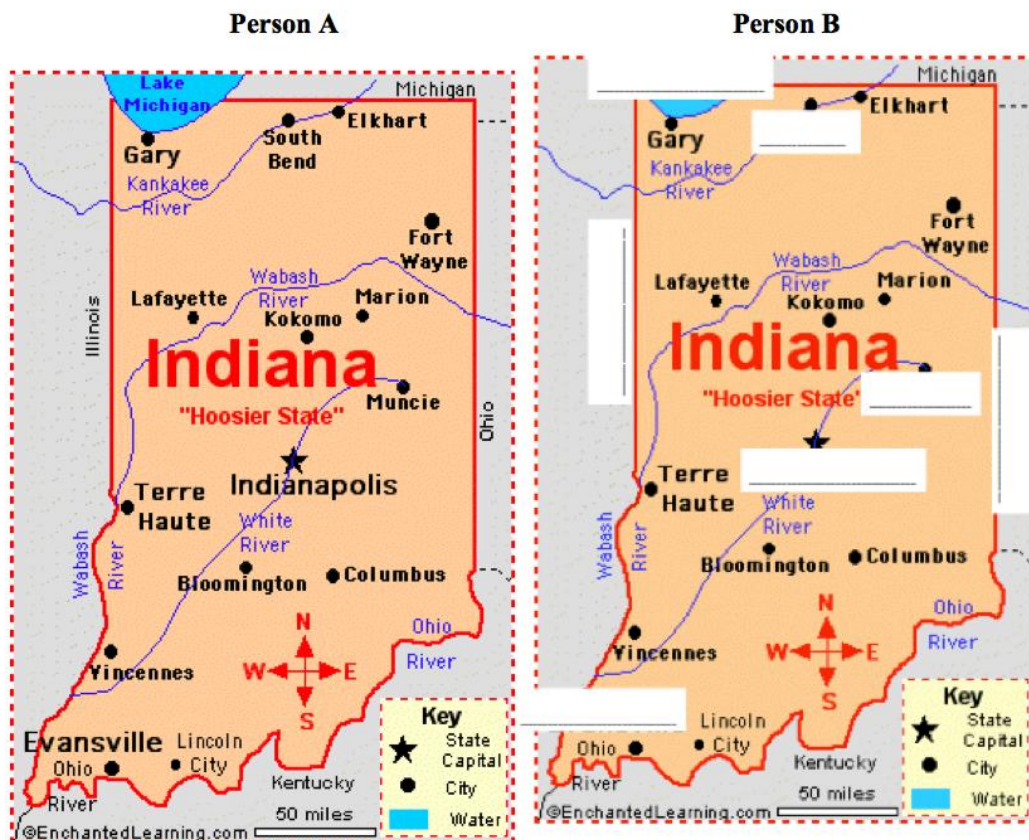 Person A
Lake
Michigan
Michigan
Elkhart
South
Bend
Gary
Kankakee
River
Fort
Wayne
Wabash
River
Lafayette
Marion
Kokomo
Illinois
Indiana
"Hoosier State"
Muncie
Ohio
Indianapolis
Terre
Haute
White
River
Wabash
River
Bloomington
Columbus
N
W E
S
Ohio
River
Vincennes
Evansville
Lincoln
City
Ohio
River
Kentucky
50 miles
Key
State
Capital
City
Water
©EnchantedLearning.com
Person B
Michigan
Elkhart
Gary
Kankakee
River
Fort
Wayne
Wabash
River
Lafayette
Marion
Kokomo
Indiana
"Hoosier State"
Terre
Haute
White
River
Wabash
River
Bloomington
Columbus
N
W E
S
Ohio
River
Vincennes
Lincoln
City
Ohio
River
Kentucky
50 miles
Key
State
Capital
City
Water
©EnchantedLearning.com